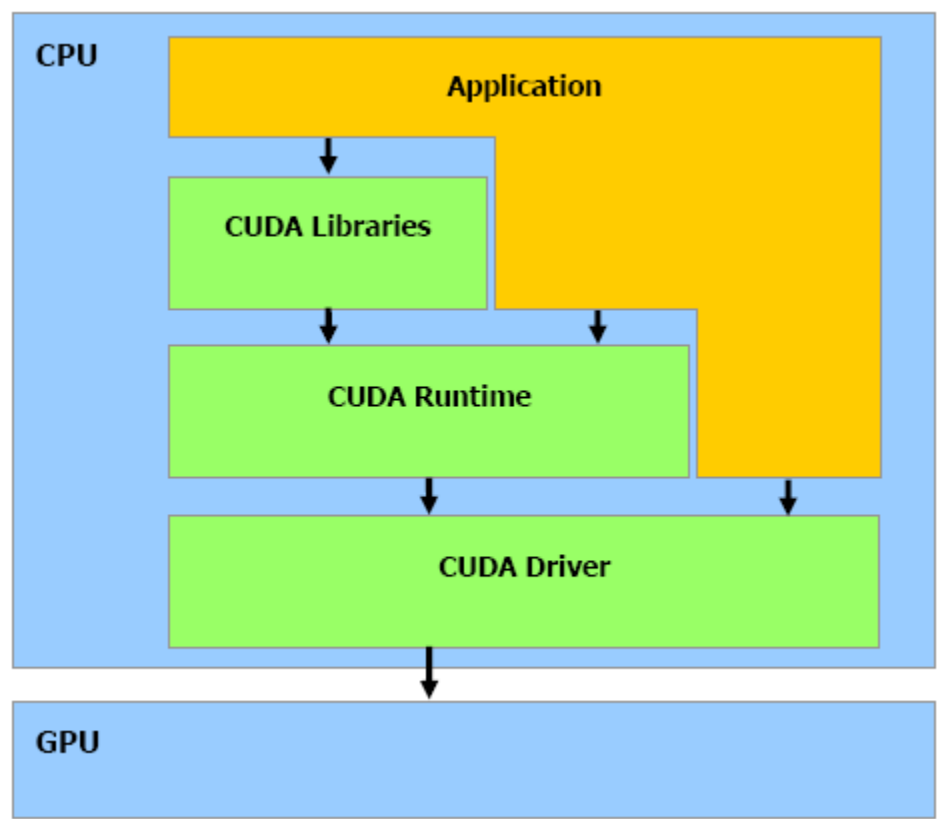 CPU
Application
CUDA Libraries
CUDA Runtime
CUDA Driver
GPU